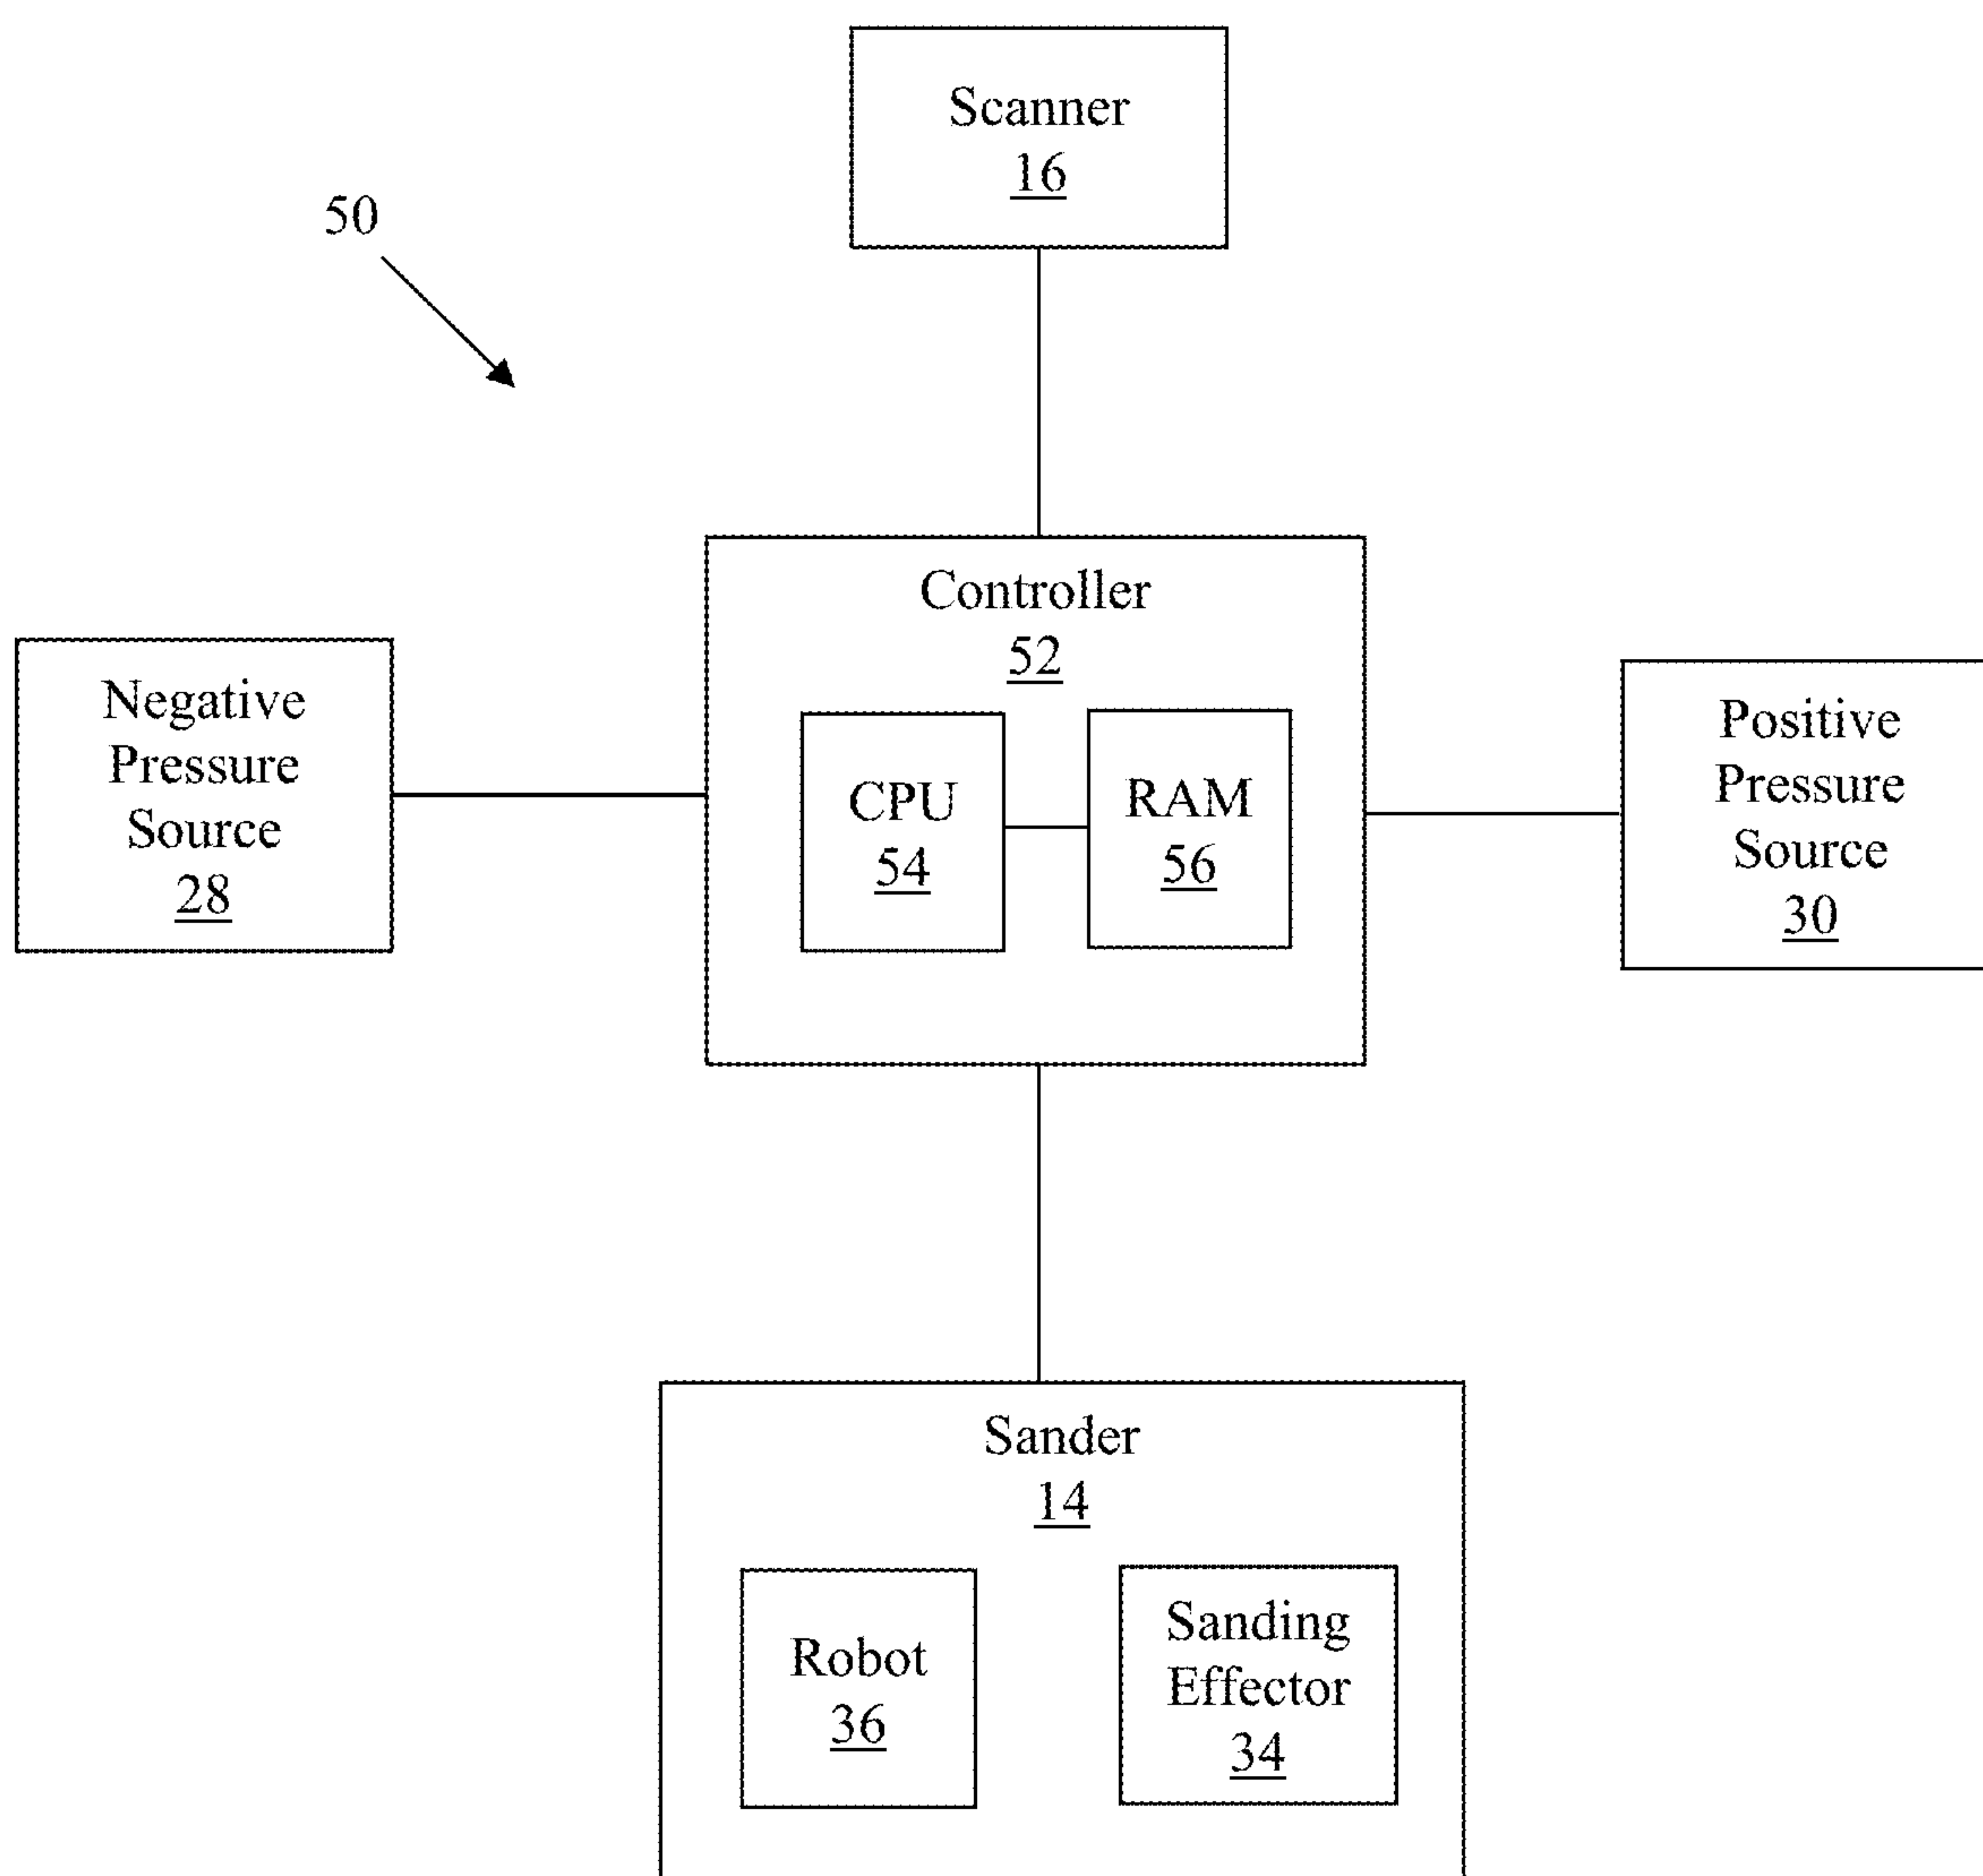 Scanner
16
50
Controller
52
Negative
Pressure
Source
28
CPU
54
RAM
56
Positive
Pressure
Source
30
Sander
14
Robot
36
Sanding
Effector
34